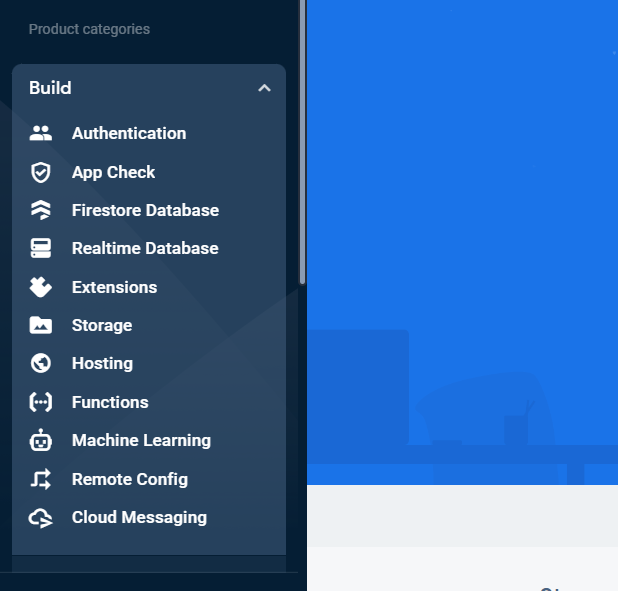 Product categories
Build
Authentication
App Check
Firestore Database
Realtime Database
Extensions
Storage
Hosting
Functions
Machine Learning
Remote Config
Cloud Messaging